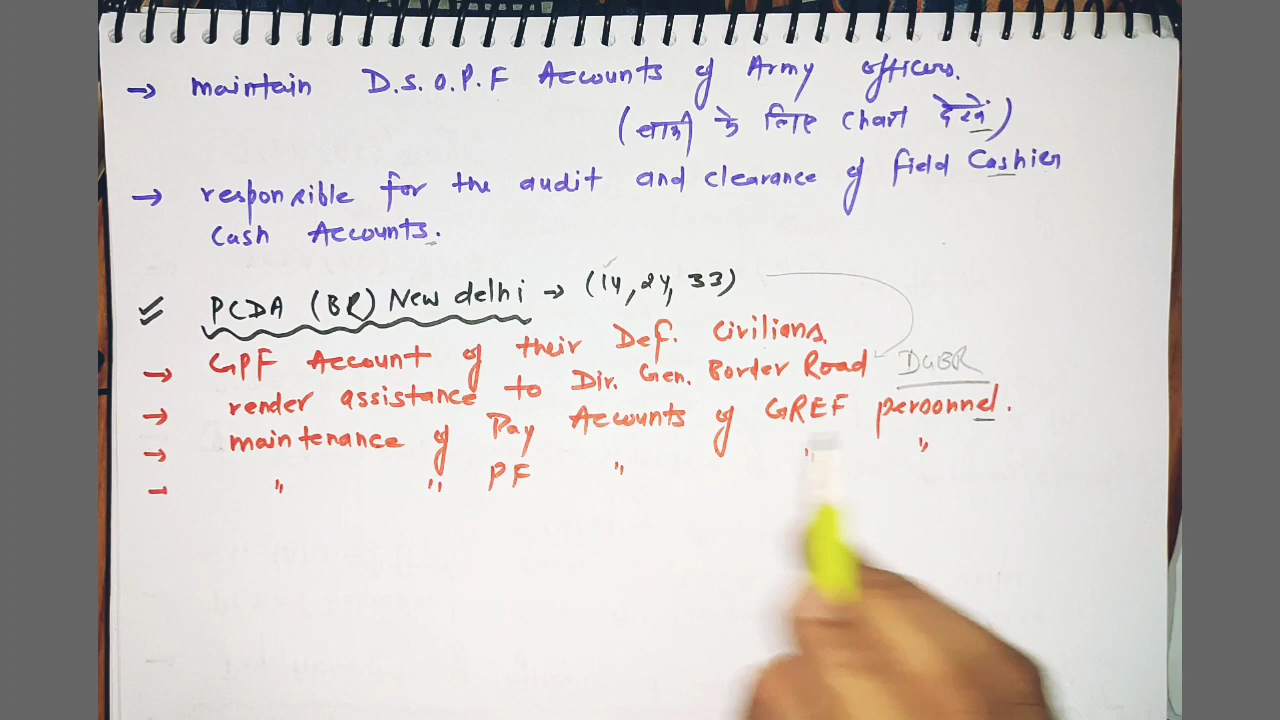 → maintain D.S.O.P.F Accounts of Army officers.
(बाकी के लिए chart देखें)
→ responsible for the audit and clearance of field Cashier
Cash Accounts.
PCDA (BR) New delhi → (14, 24, 33)
→ GPF Account of their Def. Civilians,
→ render assistance to Dir. Gen. Border Road DGBR
→ maintenance of Pay Accounts of GREF personnel.
→ " " PF " " "